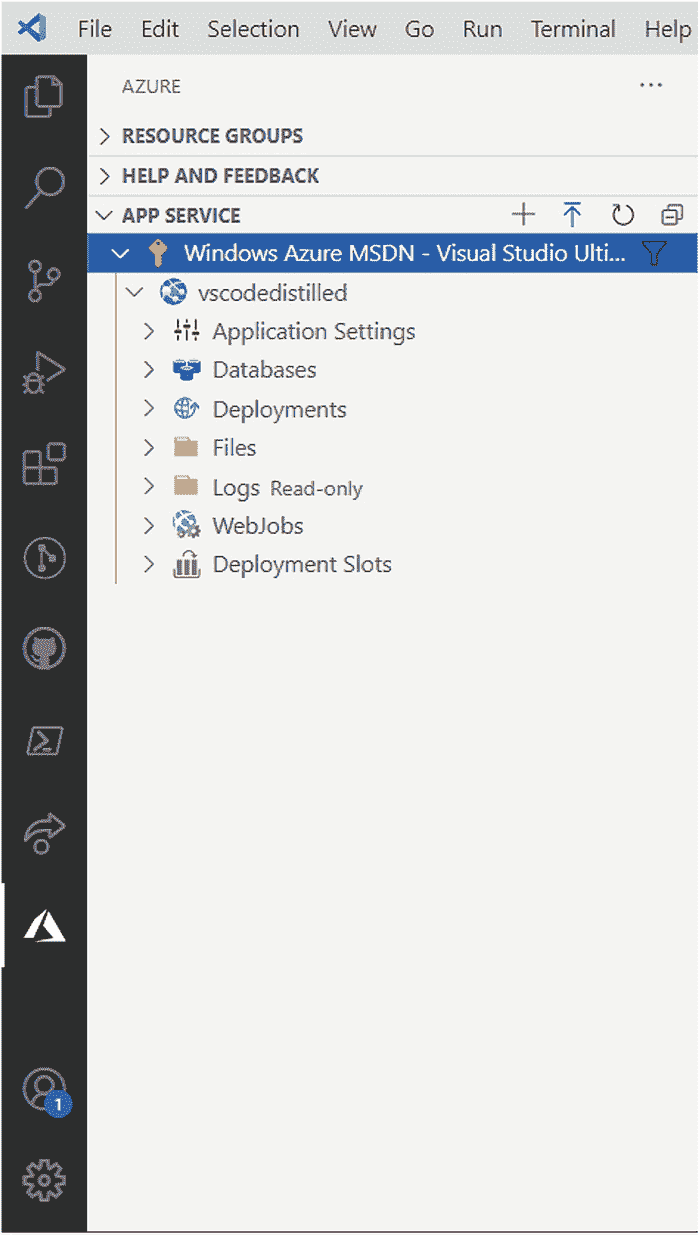 File Edit Selection View Go Run Terminal Help
AZURE
RESOURCE GROUPS
HELP AND FEEDBACK
APP SERVICE
Windows Azure MSDN - Visual Studio Ulti...
vscodedistilled
Application Settings
Databases
Deployments
Files
Logs Read-only
WebJobs
Deployment Slots
1